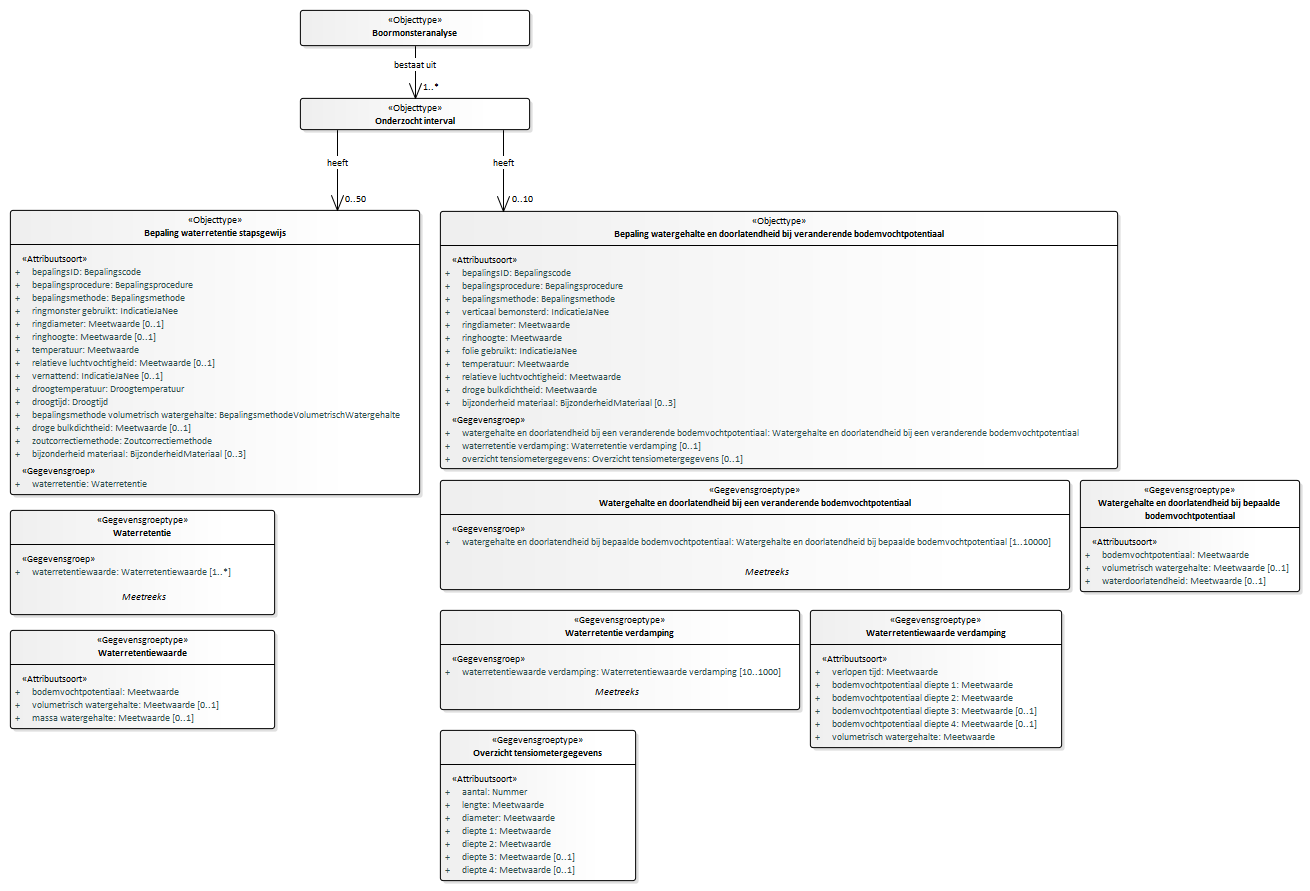 «Objecttype»
Boormonsteranalyse
bestaat uit
1..*
«Objecttype»
Onderzocht interval
heeft
heeft
0..50
0..10
«Objecttype»
Bepaling waterretentie stapsgewijs
«Attribuutsoort»
+ bepalingsID: Bepalingscode
+ bepalingsprocedure: Bepalingsprocedure
+ bepalingsmethode: Bepalingsmethode
+ ringmonster gebruikt: IndicatieJaNee
+ ringdiameter: Meetwaarde [0..1]
+ ringhoogte: Meetwaarde [0..1]
+ temperatuur: Meetwaarde
+ relatieve luchtvochtigheid: Meetwaarde [0..1]
+ vernattend: IndicatieJaNee [0..1]
+ droogtemperatuur: Droogtemperatuur
+ droogtijd: Droogtijd
+ bepalingsmethode volumetrisch watergehalte: BepalingsmethodeVolumetrischWatergehalte
+ droge bulkdichtheid: Meetwaarde [0..1]
+ zoutcorrectiemethode: Zoutcorrectiemethode
+ bijzonderheid materiaal: BijzonderheidMateriaal [0..3]
«Gegevensgroep»
+ waterretentie: Waterretentie
«Objecttype»
Bepaling watergehalte en doorlatendheid bij veranderende bodemvochtpotentiaal
«Attribuutsoort»
+ bepalingsID: Bepalingscode
+ bepalingsprocedure: Bepalingsprocedure
+ bepalingsmethode: Bepalingsmethode
+ verticaal bemonsterd: IndicatieJaNee
+ ringdiameter: Meetwaarde
+ ringhoogte: Meetwaarde
+ folie gebruikt: IndicatieJaNee
+ temperatuur: Meetwaarde
+ relatieve luchtvochtigheid: Meetwaarde
+ droge bulkdichtheid: Meetwaarde
+ bijzonderheid materiaal: BijzonderheidMateriaal [0..3]
«Gegevensgroep»
+ watergehalte en doorlatendheid bij een veranderende bodemvochtpotentiaal: Watergehalte en doorlatendheid bij een veranderende bodemvochtpotentiaal
+ waterretentie verdamping: Waterretentie verdamping [0..1]
+ overzicht tensiometergegevens: Overzicht tensiometergegevens [0..1]
«Gegevensgroeptype»
Waterretentie
«Gegevensgroep»
+ waterretentiewaarde: Waterretentiewaarde [1..*]
Meetreeks
«Gegevensgroeptype»
Watergehalte en doorlatendheid bij een veranderende bodemvochtpotentiaal
«Gegevensgroep»
+ watergehalte en doorlatendheid bij bepaalde bodemvochtpotentiaal: Watergehalte en doorlatendheid bij bepaalde bodemvochtpotentiaal [1..10000]
Meetreeks
«Gegevensgroeptype»
Watergehalte en doorlatendheid bij bepaalde
bodemvochtpotentiaal
«Attribuutsoort»
+ bodemvochtpotentiaal: Meetwaarde
+ volumetrisch watergehalte: Meetwaarde [0..1]
+ waterdoorlatendheid: Meetwaarde [0..1]
«Gegevensgroeptype»
Waterretentiewaarde
«Attribuutsoort»
+ bodemvochtpotentiaal: Meetwaarde
+ volumetrisch watergehalte: Meetwaarde [0..1]
+ massa watergehalte: Meetwaarde [0..1]
«Gegevensgroeptype»
Waterretentie verdamping
«Gegevensgroep»
+ waterretentiewaarde verdamping: Waterretentiewaarde verdamping [10..1000]
Meetreeks
«Gegevensgroeptype»
Waterretentiewaarde verdamping
«Attribuutsoort»
+ verlopen tijd: Meetwaarde
+ bodemvochtpotentiaal diepte 1: Meetwaarde
+ bodemvochtpotentiaal diepte 2: Meetwaarde
+ bodemvochtpotentiaal diepte 3: Meetwaarde [0..1]
+ bodemvochtpotentiaal diepte 4: Meetwaarde [0..1]
+ volumetrisch watergehalte: Meetwaarde
«Gegevensgroeptype»
Overzicht tensiometergegevens
«Attribuutsoort»
+ aantal: Nummer
+ lengte: Meetwaarde
+ diameter: Meetwaarde
+ diepte 1: Meetwaarde
+ diepte 2: Meetwaarde
+ diepte 3: Meetwaarde [0..1]
+ diepte 4: Meetwaarde [0..1]